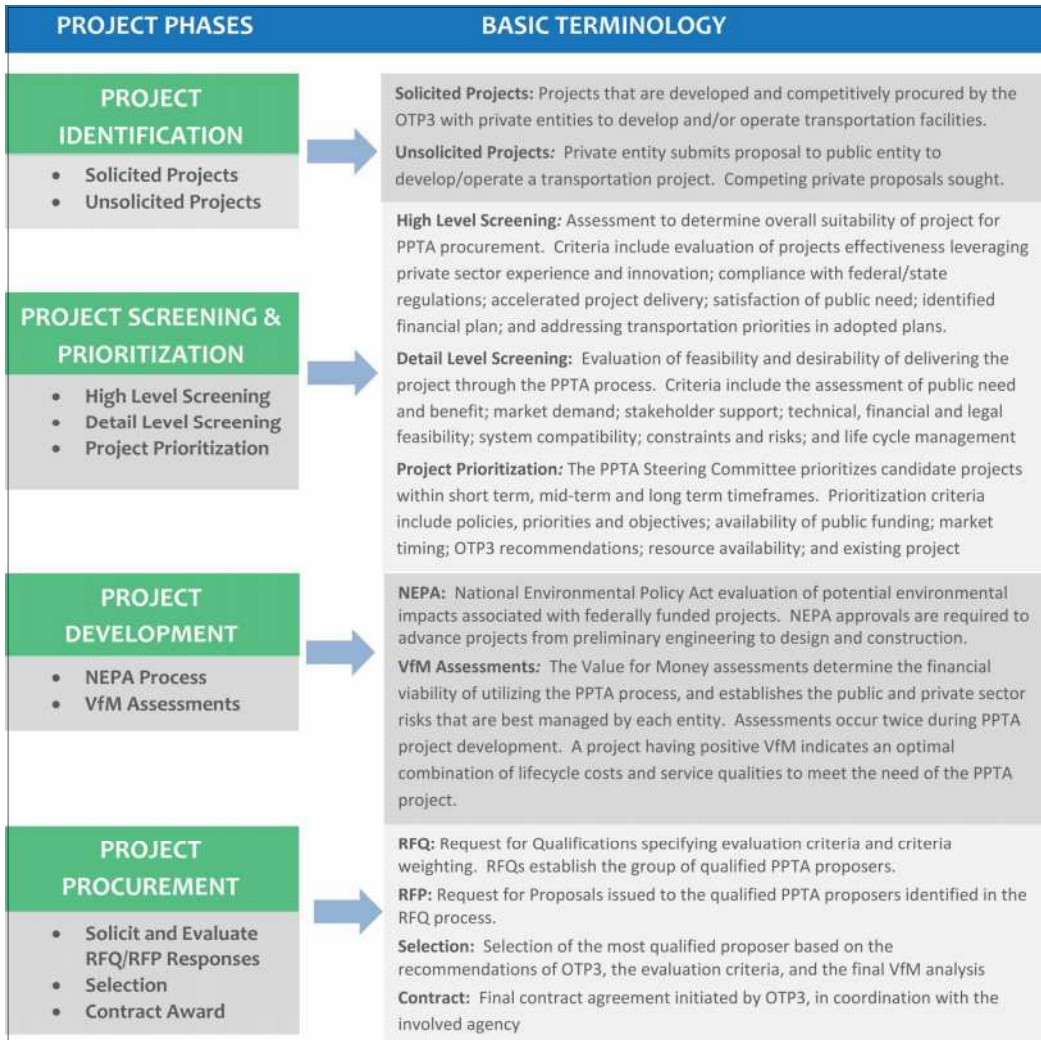 PROJECT PHASES
BASIC TERMINOLOGY
PROJECT
IDENTIFICATION
• Solicited Projects
• Unsolicited Projects
Solicited Projects: Projects that are developed and competitively procured by the
OTP3 with private entities to develop and/or operate transportation facilities.
Unsolicited Projects: Private entity submits proposal to public entity to
develop/operate a transportation project. Competing private proposals sought.
PROJECT SCREENING &
PRIORITIZATION
• High Level Screening
• Detail Level Screening
• Project Prioritization
High Level Screening: Assessment to determine overall suitability of project for
PPTA procurement. Criteria include evaluation of projects effectiveness leveraging
private sector experience and innovation; compliance with federal/state
regulations; accelerated project delivery; satisfaction of public need; identified
financial plan; and addressing transportation priorities in adopted plans.
Detail Level Screening: Evaluation of feasibility and desirability of delivering the
project through the PPTA process. Criteria include the assessment of public need
and benefit; market demand; stakeholder support; technical, financial and legal
feasibility; system compatibility; constraints and risks; and life cycle management
Project Prioritization: The PPTA Steering Committee prioritizes candidate projects
within short term, mid-term and long term timeframes. Prioritization criteria
include policies, priorities and objectives; availability of public funding; market
timing; OTP3 recommendations; resource availability; and existing project
PROJECT
DEVELOPMENT
• NEPA Process
• VfM Assessments
NEPA: National Environmental Policy Act evaluation of potential environmental
impacts associated with federally funded projects. NEPA approvals are required to
advance projects from preliminary engineering to design and construction.
VfM Assessments: The Value for Money assessments determine the financial
viability of utilizing the PPTA process, and establishes the public and private sector
risks that are best managed by each entity. Assessments occur twice during PPTA
project development. A project having positive VfM indicates an optimal
combination of lifecycle costs and service qualities to meet the need of the PPTA
project.
PROJECT
PROCUREMENT
• Solicit and Evaluate
RFQ/RFP Responses
• Selection
• Contract Award
RFQ: Request for Qualifications specifying evaluation criteria and criteria
weighting. RFQs establish the group of qualified PPTA proposers.
RFP: Request for Proposals issued to the qualified PPTA proposers identified in the
RFQ process.
Selection: Selection of the most qualified proposer based on the
recommendations of OTP3, the evaluation criteria, and the final VfM analysis
Contract: Final contract agreement initiated by OTP3, in coordination with the
involved agency